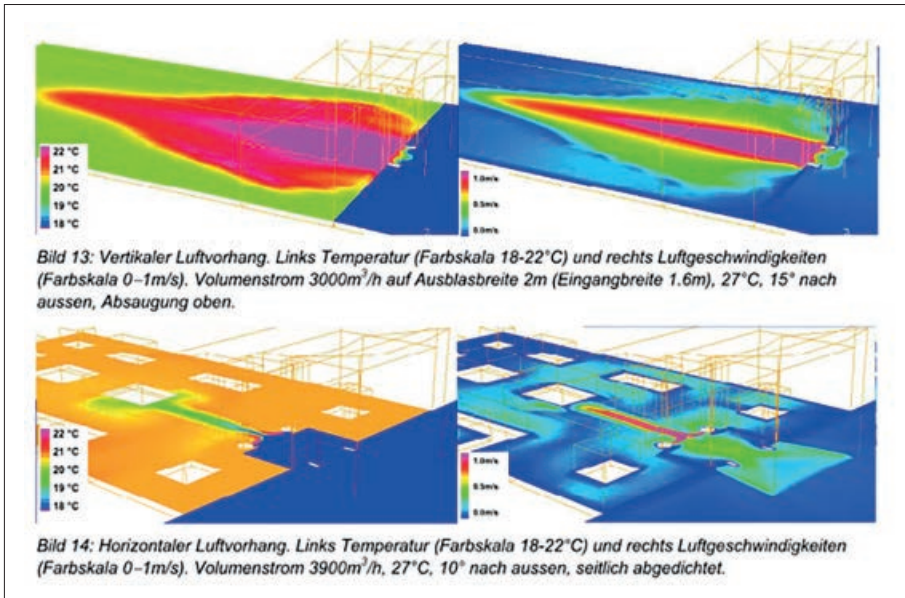 22 °C
21 °C
20 °C
19 °C
18 °C
1.0m/s
0.5m/s
0.0m/s
Bild 13: Vertikaler Luftvorhang. Links Temperatur (Farbskala 18-22°C) und rechts Luftgeschwindigkeiten
(Farbskala 0–1m/s). Volumenstrom 3000m³/h auf Ausblasbreite 2m (Eingangbreite 1.6m), 27°C, 15° nach
aussen, Absaugung oben.
22 °C
21 °C
20 °C
19 °C
18 °C
1.0m/s
0.5m/s
0.0m/s
Bild 14: Horizontaler Luftvorhang. Links Temperatur (Farbskala 18-22°C) und rechts Luftgeschwindigkeiten
(Farbskala 0–1m/s). Volumenstrom 3900m³/h, 27°C, 10° nach aussen, seitlich abgedichtet.